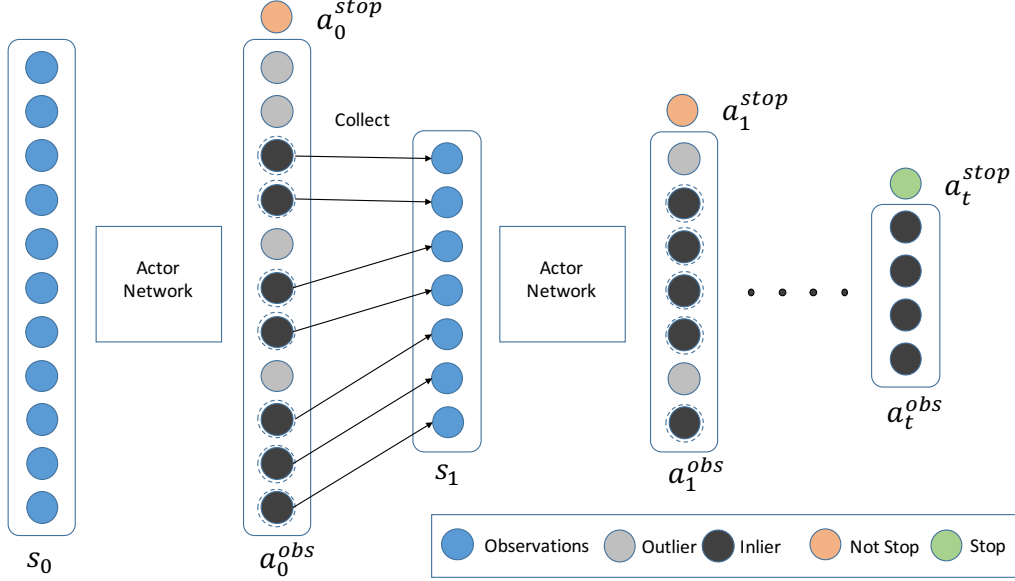 a_0^{stop}
Collect
a_1^{stop}
a_t^{stop}
Actor
Network
Actor
Network
a_t^{obs}
s_1
a_1^{obs}
s_0
a_0^{obs}
Observations Outlier Inlier Not Stop Stop